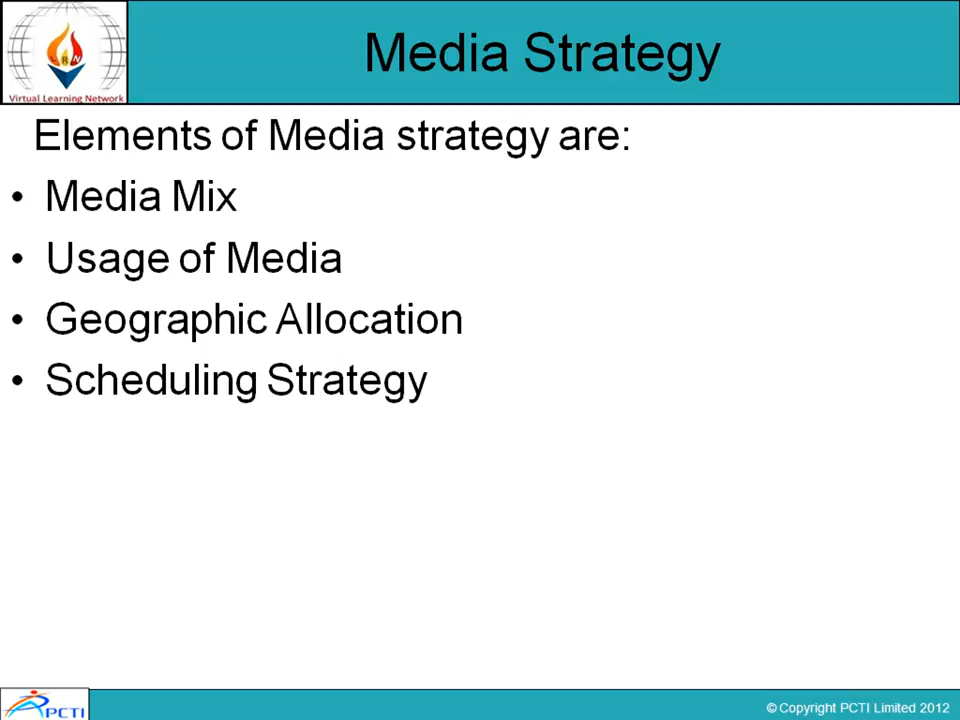 Media Strategy
Virtual Learning Network
Elements of Media strategy are:
• Media Mix
• Usage of Media
• Geographic Allocation
• Scheduling Strategy
PCTI
© Copyright PCTI Limited 2012